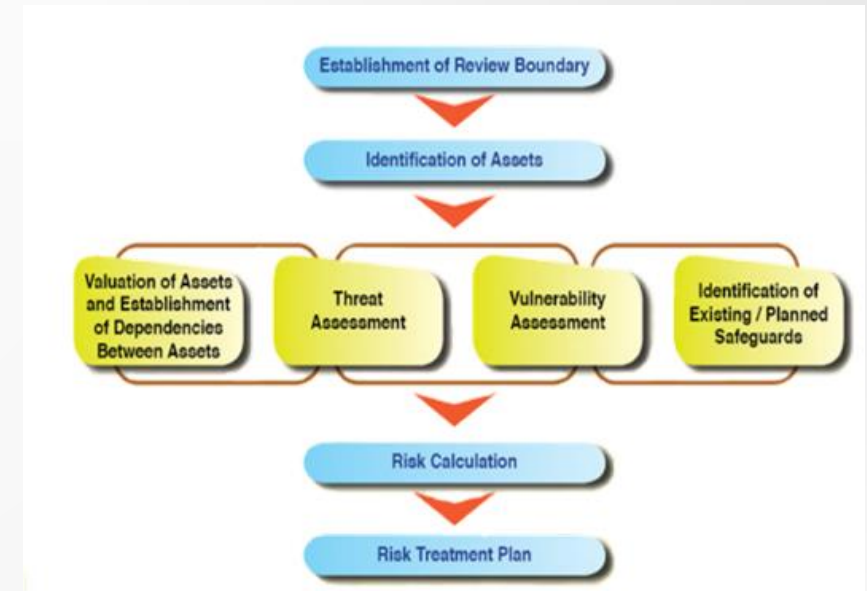 Establishment of Review Boundary
Identification of Assets
Valuation of Assets
and Establishment
of Dependencies
Between Assets
Threat
Assessment
Vulnerability
Assessment
Identification of
Existing / Planned
Safeguards
Risk Calculation
Risk Treatment Plan